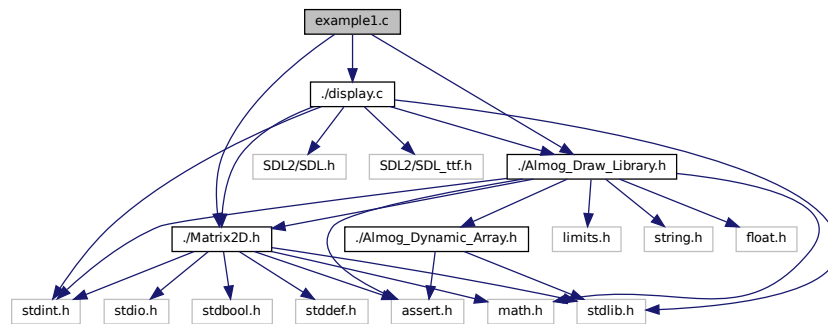 example1.c
./display.c
SDL2/SDL.h
SDL2/SDL_ttf.h
./Almog_Draw_Library.h
./Matrix2D.h
./Almog_Dynamic_Array.h
limits.h
string.h
float.h
stdint.h
stdio.h
stdbool.h
stddef.h
assert.h
math.h
stdlib.h